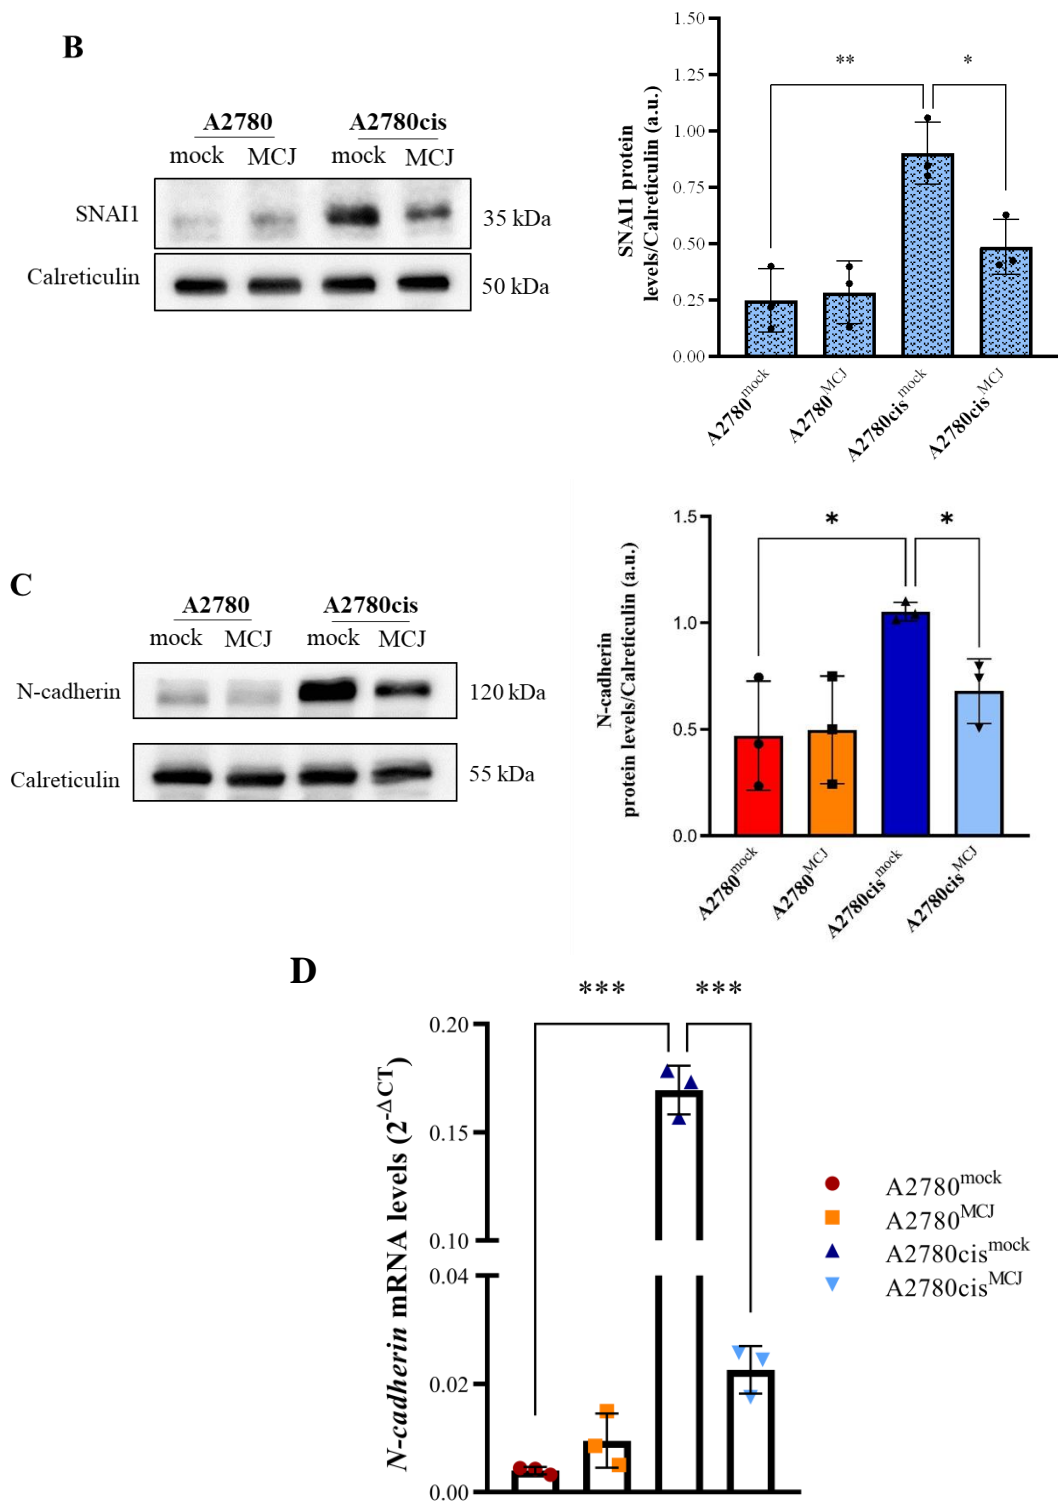 B
A2780 A2780cis
mock MCJ mock MCJ
SNAI1 35 kDa
Calreticulin 50 kDa
SNAI1 protein
levels/Calreticulin (a.u.)
1.50
1.25
1.00
0.75
0.50
0.25
0.00
** *
A2780mock A2780MCJ A2780cismock A2780cisMCJ
C
A2780 A2780cis
mock MCJ mock MCJ
N-cadherin 120 kDa
Calreticulin 55 kDa
N-cadherin
protein levels/Calreticulin (a.u.)
1.5
1.0
0.5
0.0
* *
A2780mock A2780MCJ A2780cismock A2780cisMCJ
D
*** ***
N-cadherin mRNA levels (2-ΔCT)
0.20
0.15
0.10
0.04
0.02
0.00
A2780mock
A2780MCJ
A2780cismock
A2780cisMCJ